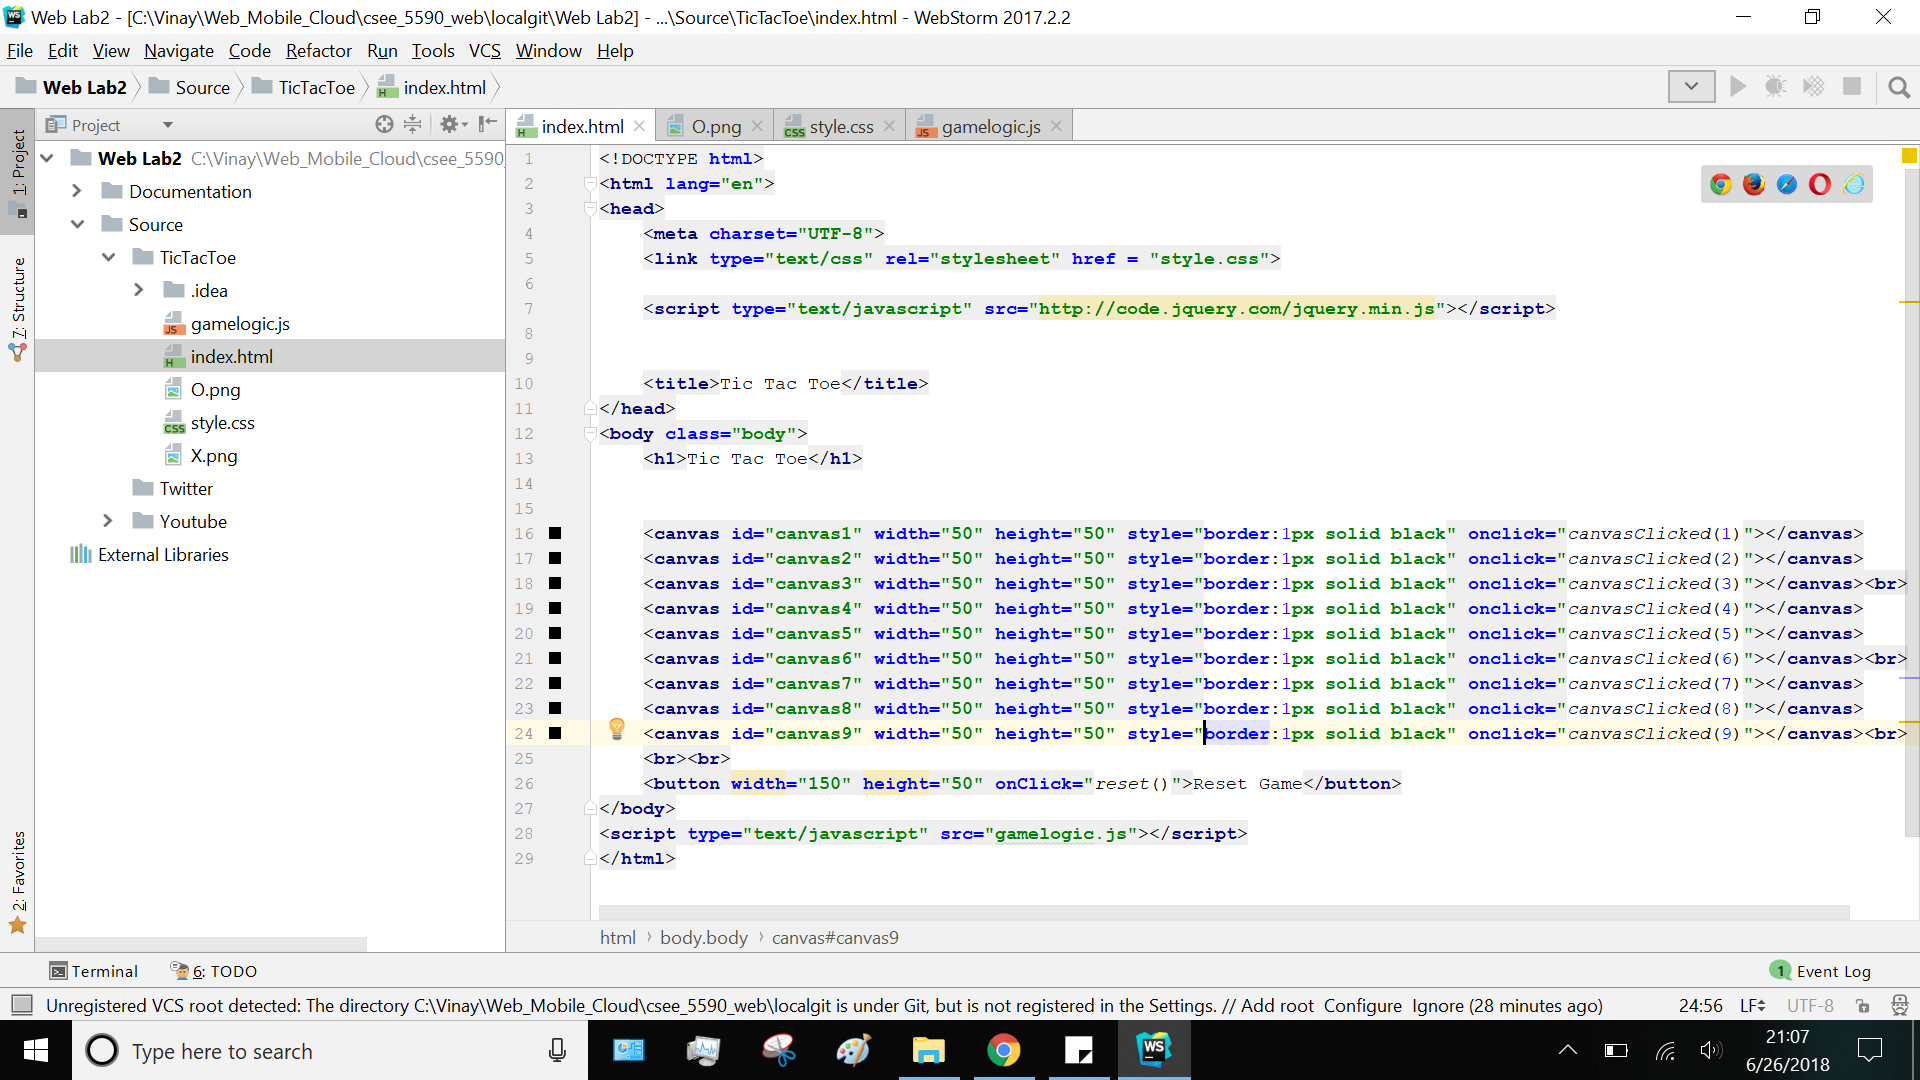 Web Lab2 - [C:\Vinay\Web_Mobile_Cloud\csee_5590_web\localgit\Web Lab2] - ...\Source\TicTacToe\index.html - WebStorm 2017.2.2
File Edit View Navigate Code Refactor Run Tools VCS Window Help
Web Lab2 Source TicTacToe index.html
Project
index.html O.png style.css gamelogic.js
1: Project
7: Structure
2: Favorites
Web Lab2 C:\Vinay\Web_Mobile_Cloud\csee_5590
Documentation
Source
TicTacToe
.idea
gamelogic.js
index.html
O.png
style.css
X.png
Twitter
Youtube
External Libraries
1 <!DOCTYPE html>
2 <html lang="en">
3 <head>
4 <meta charset="UTF-8">
5 <link type="text/css" rel="stylesheet" href = "style.css">
6
7 <script type="text/javascript" src="http://code.jquery.com/jquery.min.js"></script>
8
9
10 <title>Tic Tac Toe</title>
11 </head>
12 <body class="body">
13 <h1>Tic Tac Toe</h1>
14
15
16 <canvas id="canvas1" width="50" height="50" style="border:1px solid black" onclick="canvasClicked(1)"></canvas>
17 <canvas id="canvas2" width="50" height="50" style="border:1px solid black" onclick="canvasClicked(2)"></canvas>
18 <canvas id="canvas3" width="50" height="50" style="border:1px solid black" onclick="canvasClicked(3)"></canvas><br>
19 <canvas id="canvas4" width="50" height="50" style="border:1px solid black" onclick="canvasClicked(4)"></canvas>
20 <canvas id="canvas5" width="50" height="50" style="border:1px solid black" onclick="canvasClicked(5)"></canvas>
21 <canvas id="canvas6" width="50" height="50" style="border:1px solid black" onclick="canvasClicked(6)"></canvas><br>
22 <canvas id="canvas7" width="50" height="50" style="border:1px solid black" onclick="canvasClicked(7)"></canvas>
23 <canvas id="canvas8" width="50" height="50" style="border:1px solid black" onclick="canvasClicked(8)"></canvas>
24 <canvas id="canvas9" width="50" height="50" style="border:1px solid black" onclick="canvasClicked(9)"></canvas><br>
25 <br><br>
26 <button width="150" height="50" onClick="reset()">Reset Game</button>
27 </body>
28 <script type="text/javascript" src="gamelogic.js"></script>
29 </html>
html body.body canvas#canvas9
Terminal 6: TODO 1 Event Log
Unregistered VCS root detected: The directory C:\Vinay\Web_Mobile_Cloud\csee_5590_web\localgit is under Git, but is not registered in the Settings. // Add root Configure Ignore (28 minutes ago) 24:56 LF UTF-8
Type here to search
WS
21:07
6/26/2018